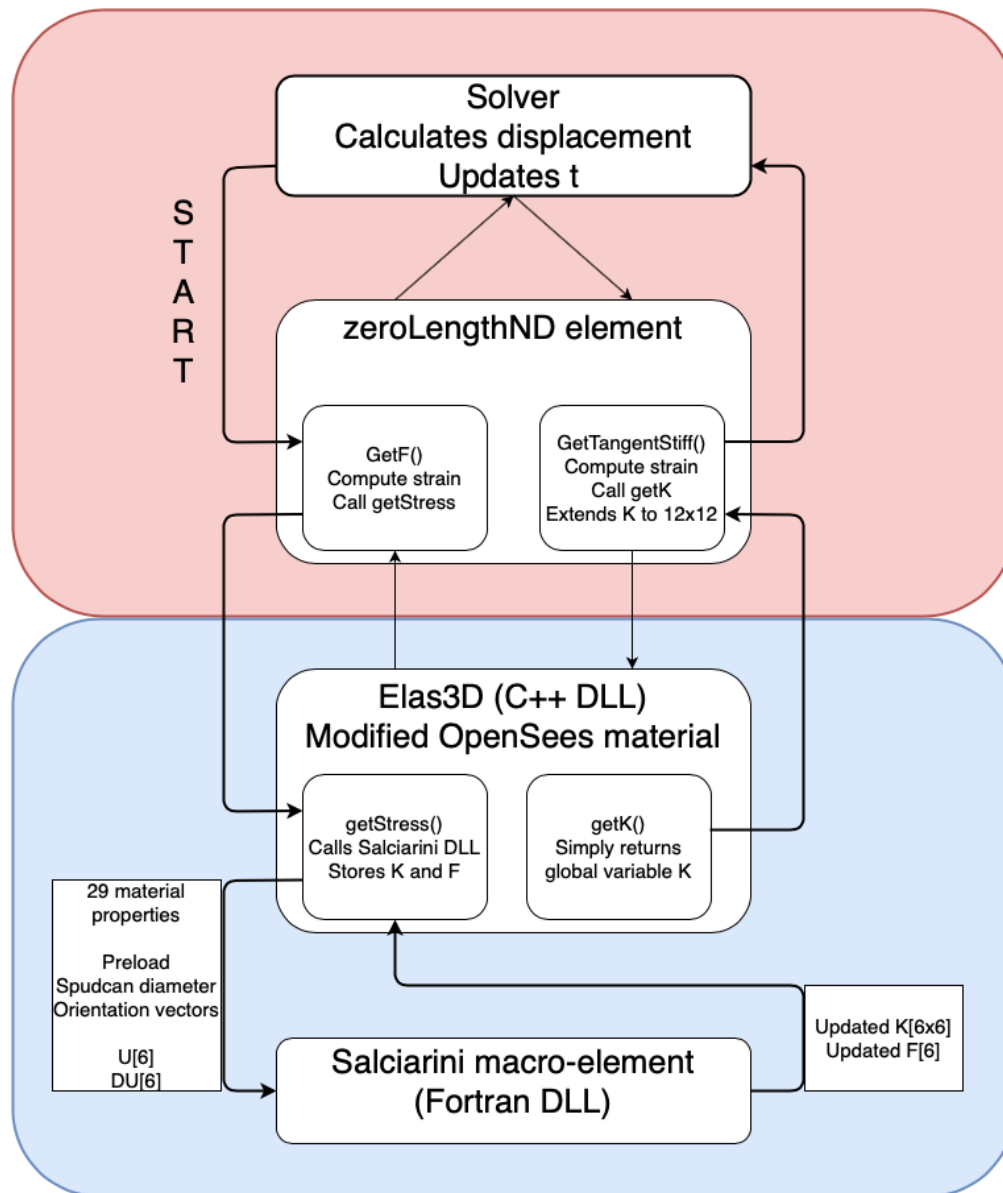 Solver
Calculates displacement
Updates t
S
T
A
R
T
zeroLengthND element
GetF()
Compute strain
Call getStress
GetTangentStiff()
Compute strain
Call getK
Extends K to 12x12
Elas3D (C++ DLL)
Modified OpenSees material
getStress()
Calls Salciarini DLL
Stores K and F
getK()
Simply returns
global variable K
29 material
properties
Preload
Spudcan diameter
Orientation vectors
U[6]
DU[6]
Updated K[6x6]
Updated F[6]
Salciarini macro-element
(Fortran DLL)